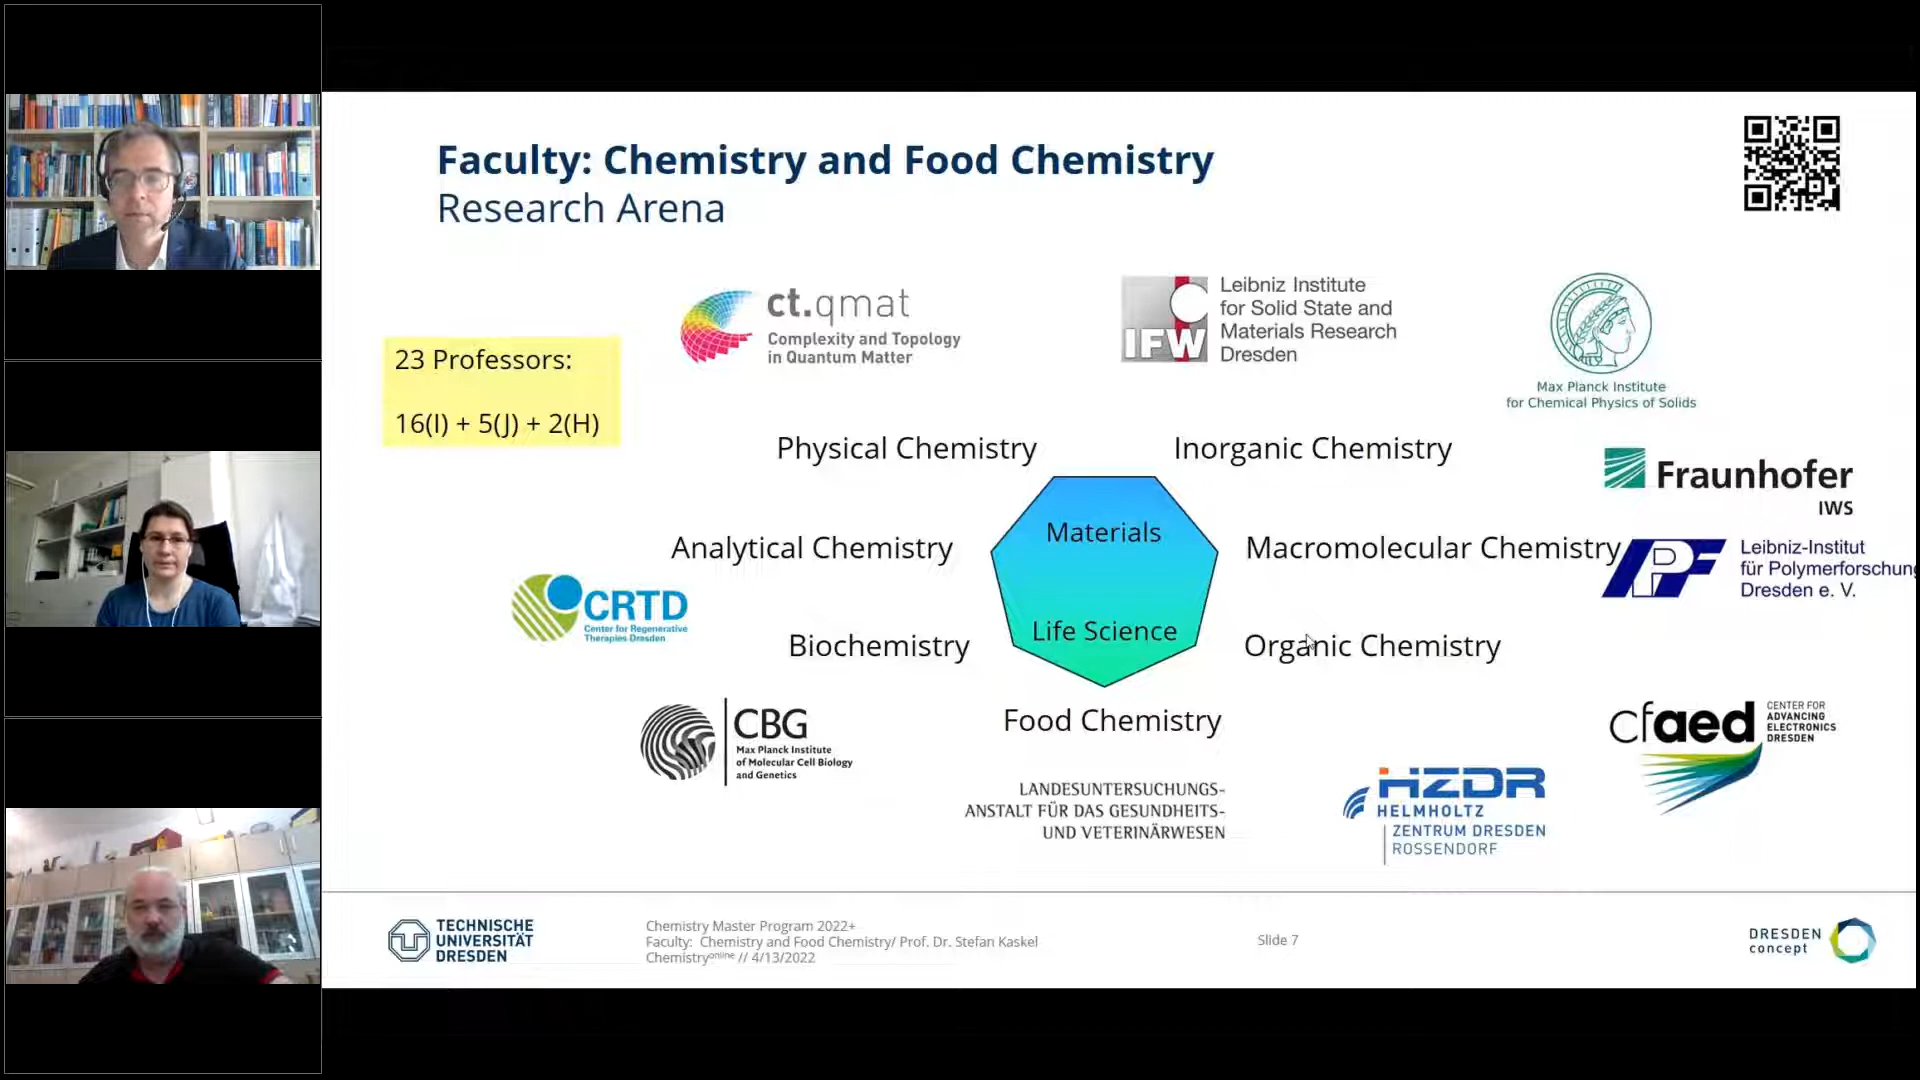 Faculty: Chemistry and Food Chemistry
Research Arena
23 Professors:
16(I) + 5(J) + 2(H)
ct.qmat
Complexity and Topology
in Quantum Matter
IFW
Leibniz Institute
for Solid State and
Materials Research
Dresden
Max Planck Institute
for Chemical Physics of Solids
Physical Chemistry
Inorganic Chemistry
Fraunhofer
IWS
Analytical Chemistry
Materials
Macromolecular Chemistry
IPF
Leibniz-Institut
für Polymerforschung
Dresden e. V.
CRTD
Center for Regenerative
Therapies Dresden
Biochemistry
Life Science
Organic Chemistry
CBG
Max Planck Institute
of Molecular Cell Biology
and Genetics
Food Chemistry
cfaed
CENTER FOR
ADVANCING
ELECTRONICS
DRESDEN
LANDESUNTERSUCHUNGS-
ANSTALT FÜR DAS GESUNDHEITS-
UND VETERINÄRWESEN
HZDR
HELMHOLTZ
ZENTRUM DRESDEN
ROSSENDORF
TECHNISCHE
UNIVERSITÄT
DRESDEN
Chemistry Master Program 2022+
Faculty: Chemistry and Food Chemistry/ Prof. Dr. Stefan Kaskel
Chemistryonline // 4/13/2022
Slide 7
DRESDEN
concept